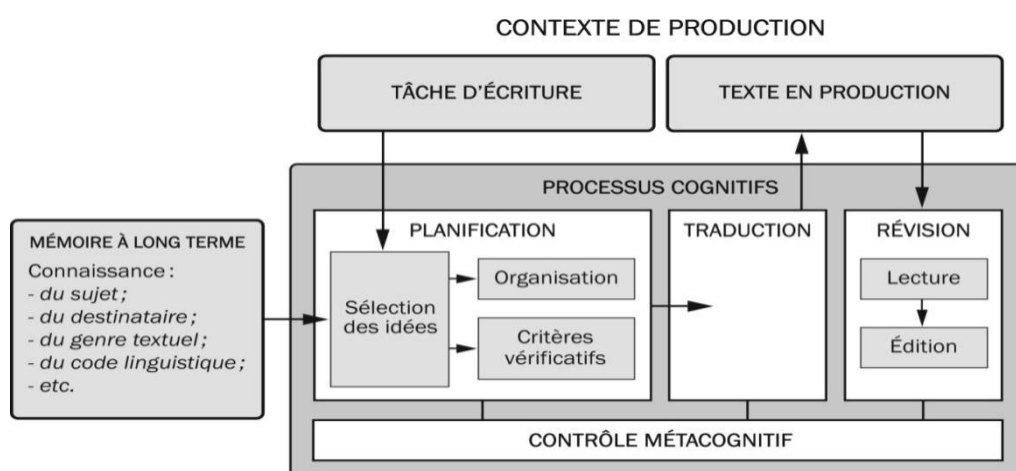 CONTEXTE DE PRODUCTION
TÂCHE D'ÉCRITURE
TEXTE EN PRODUCTION
PROCESSUS COGNITIFS
MÉMOIRE À LONG TERME
Connaissance :
- du sujet ;
- du destinataire ;
- du genre textuel ;
- du code linguistique ;
- etc.
PLANIFICATION
Sélection
des idées
Organisation
Critères
vérificatifs
TRADUCTION
RÉVISION
Lecture
Édition
CONTRÔLE MÉTACOGNITIF